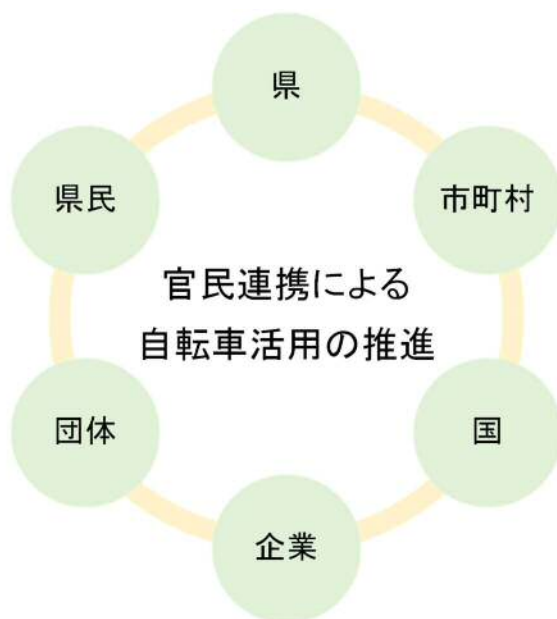 県
市町村
国
企業
団体
県民
官民連携による
自転車活用の推進